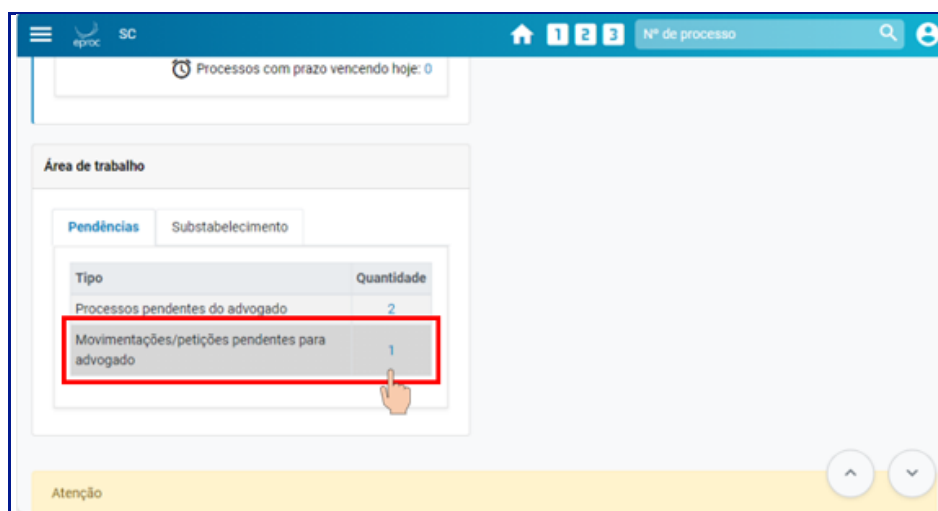 eproc SC 1 2 3 Nº de processo
Processos com prazo vencendo hoje: 0
Área de trabalho
Pendências Substabelecimento
Tipo Quantidade
Processos pendentes do advogado 2
Movimentações/petições pendentes para
advogado 1
Atenção